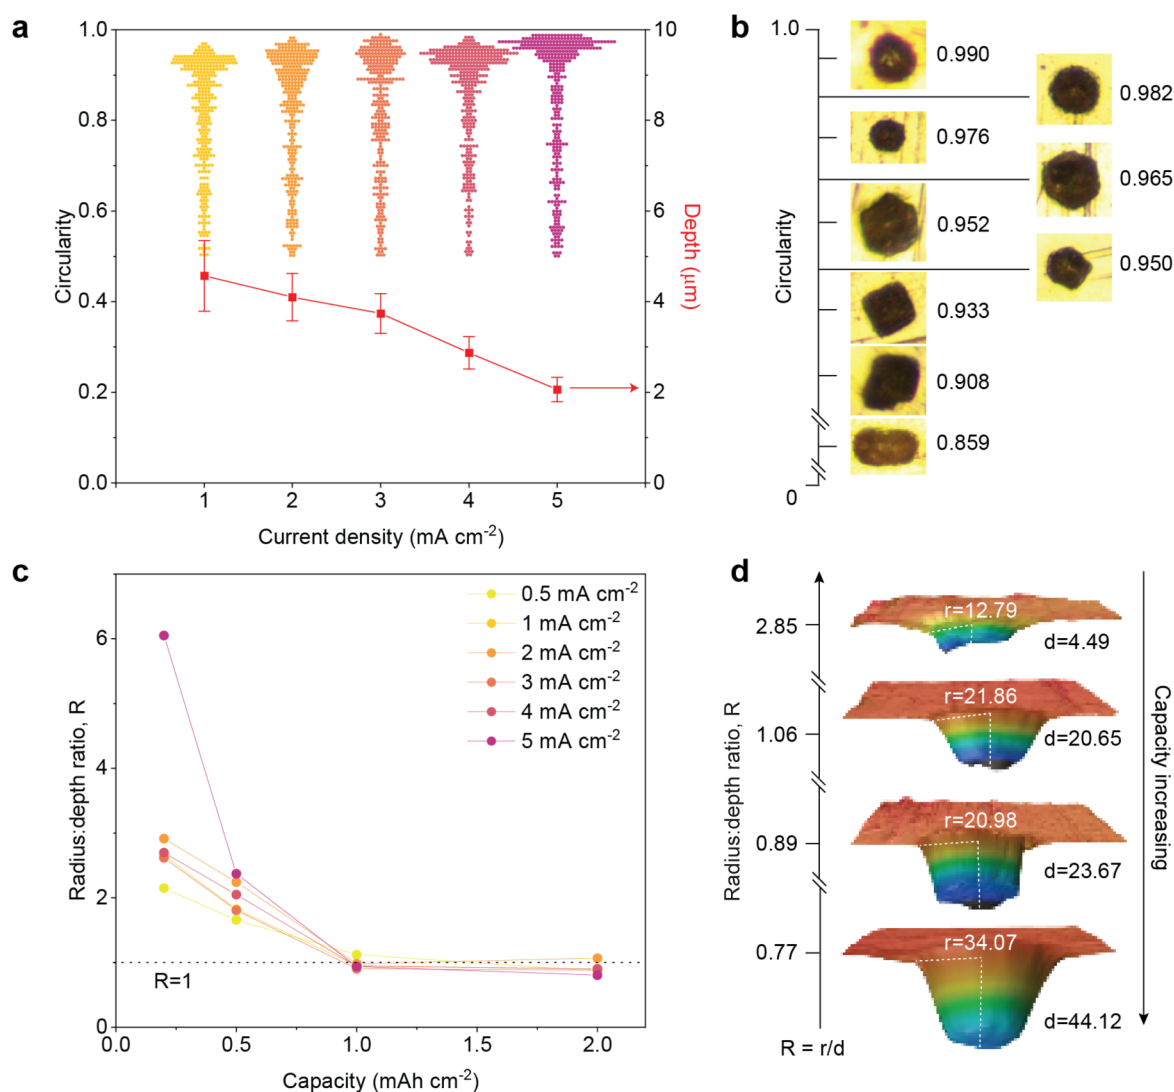 a
1.0
0.8
0.6
0.4
0.2
0.0
Circularity
10
8
6
4
2
0
Depth (μm)
1
2
3
4
5
Current density (mA cm⁻²)
b
1.0
0
Circularity
0.990
0.982
0.976
0.965
0.952
0.950
0.933
0.908
0.859
c
6
4
2
0
Radius:depth ratio, R
0.5 mA cm⁻²
1 mA cm⁻²
2 mA cm⁻²
3 mA cm⁻²
4 mA cm⁻²
5 mA cm⁻²
R=1
0.0
0.5
1.0
1.5
2.0
Capacity (mAh cm⁻²)
d
Radius:depth ratio, R
2.85
r=12.79
d=4.49
1.06
r=21.86
d=20.65
0.89
r=20.98
d=23.67
0.77
r=34.07
d=44.12
R = r/d
Capacity increasing